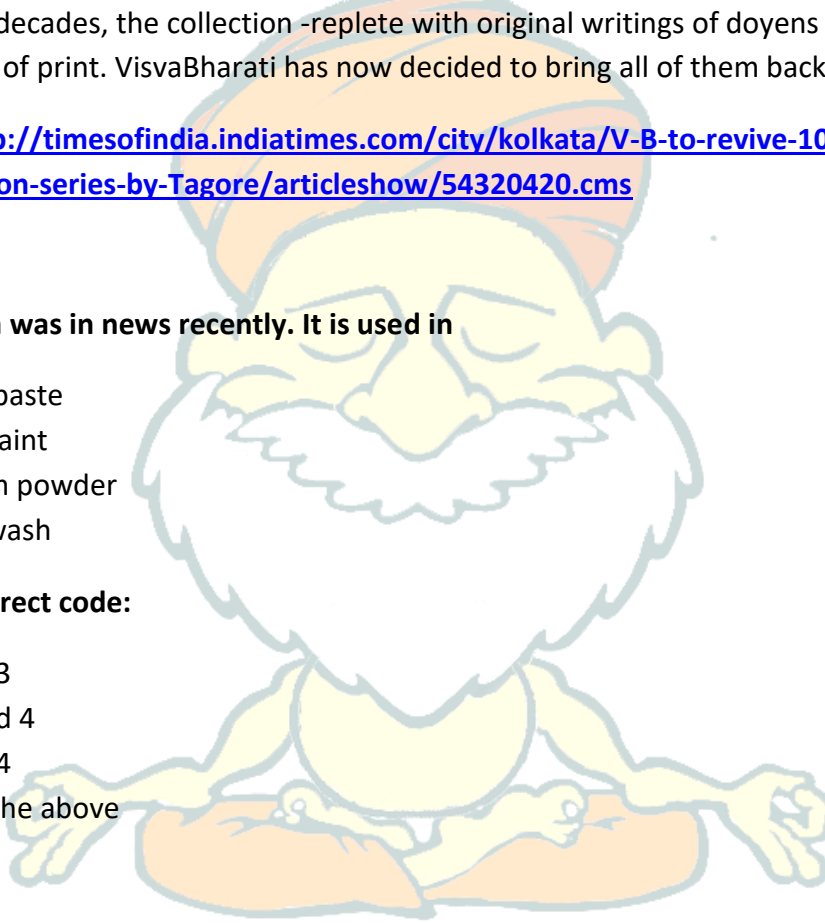 decades, the collection -replete with original writings of doyens
of print. VisvaBharati has now decided to bring all of them back
://timesofindia.indiatimes.com/city/kolkata/V-B-to-revive-10
on-series-by-Tagore/articleshow/54320420.cms
was in news recently. It is used in
paste
aint
powder
wash
rect code:
3
d 4
4
he above